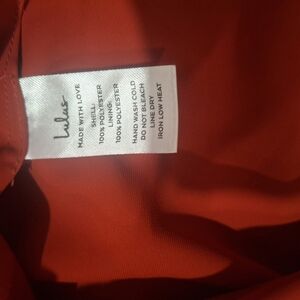 Lulus
MADE WITH LOVE
SHELL:
100% POLYESTER
LINING:
100% POLYESTER
HAND WASH COLD
DO NOT BLEACH
LINE DRY
IRON LOW HEAT